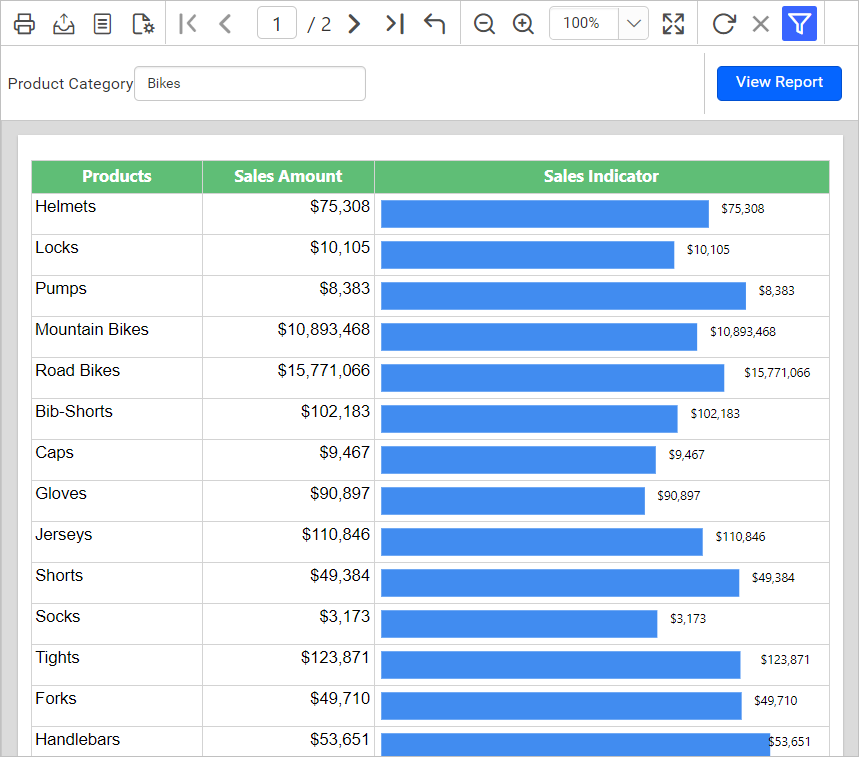 1 / 2 100%
Product Category Bikes View Report
Products Sales Amount Sales Indicator
Helmets $75,308 $75,308
Locks $10,105 $10,105
Pumps $8,383 $8,383
Mountain Bikes $10,893,468 $10,893,468
Road Bikes $15,771,066 $15,771,066
Bib-Shorts $102,183 $102,183
Caps $9,467 $9,467
Gloves $90,897 $90,897
Jerseys $110,846 $110,846
Shorts $49,384 $49,384
Socks $3,173 $3,173
Tights $123,871 $123,871
Forks $49,710 $49,710
Handlebars $53,651 $53,651